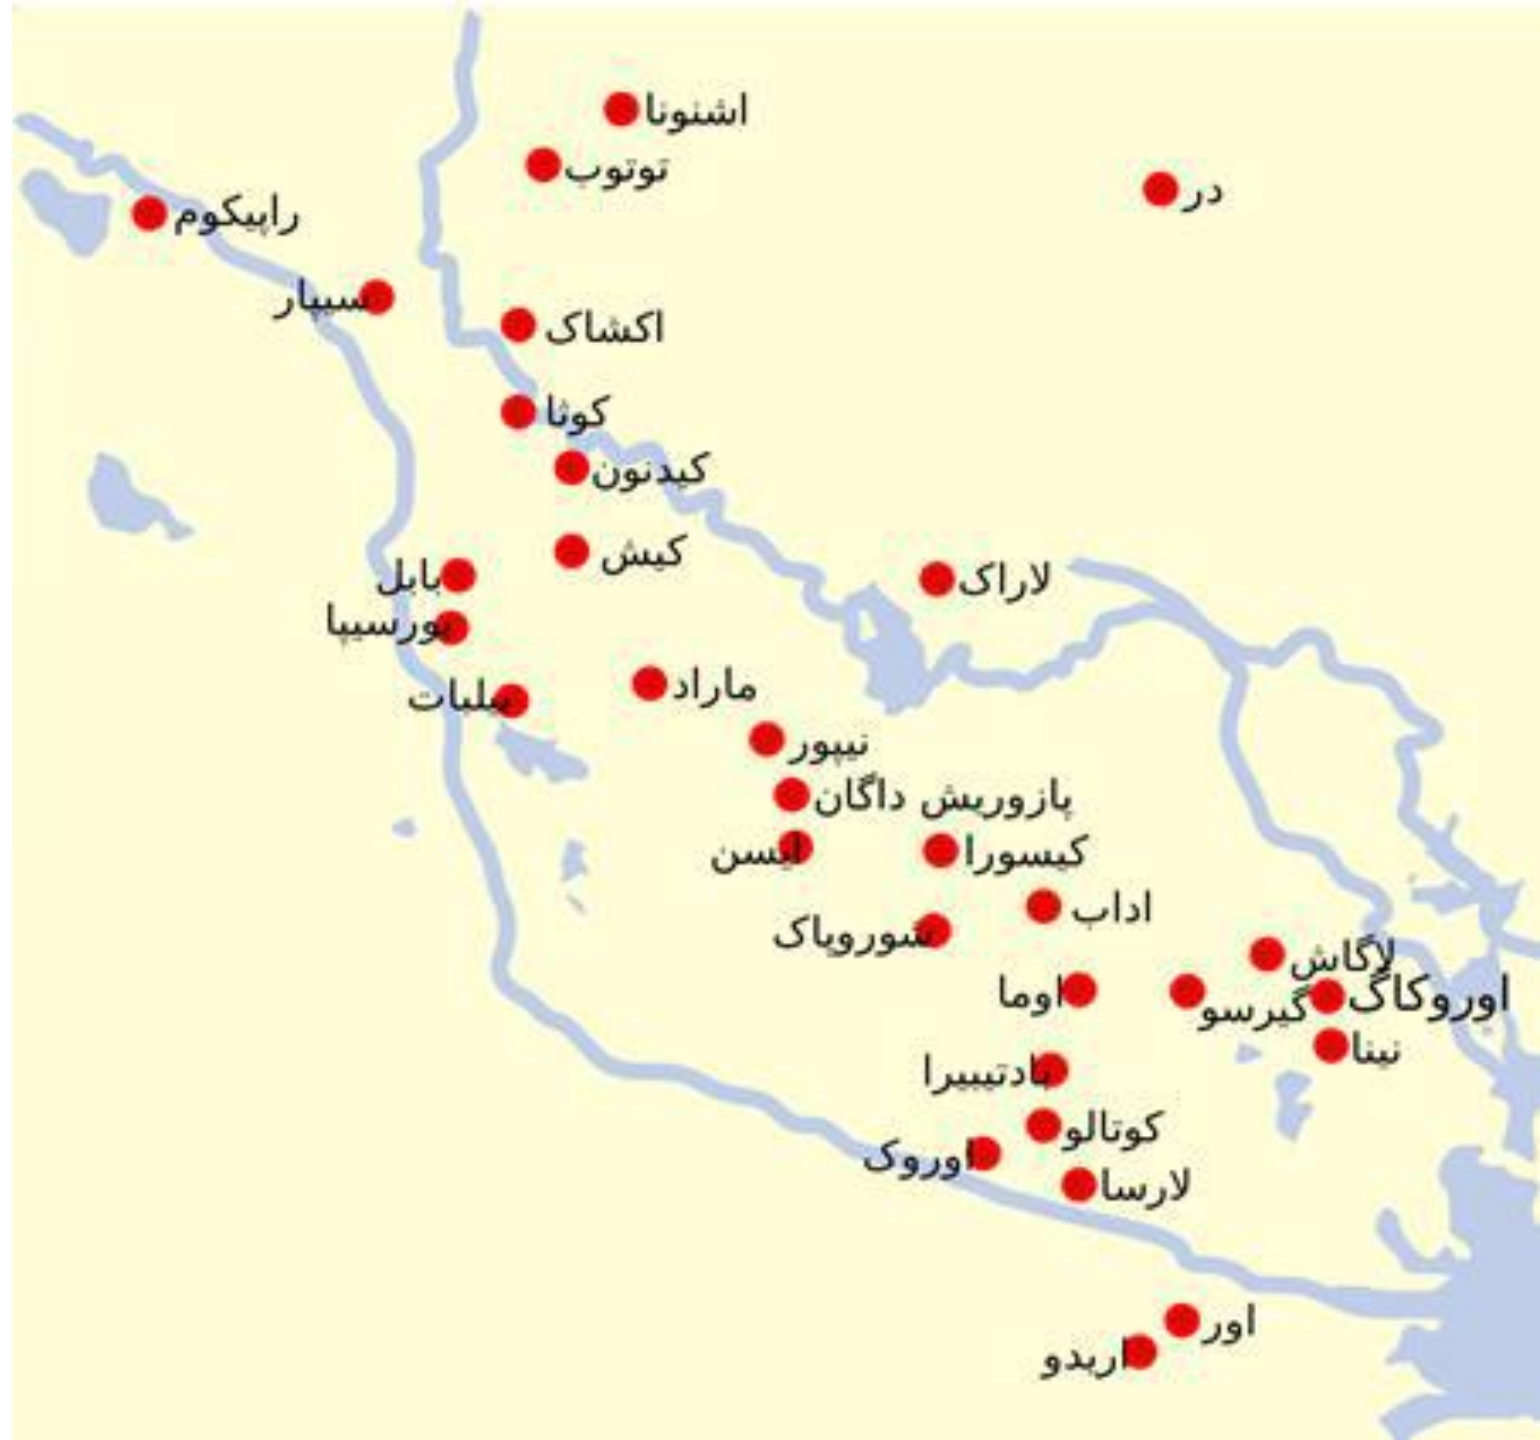 اشنونا
توتوب
در
راپیکوم
سیپار
اکشاک
کوثا
کیدنون
کیش
بابل
لاراک
بورسیپا
ماراد
بیلبات
نیپور
پازوریش داگان
ایسن
کیسورا
اداب
شوروپاک
لاگاش
اوما
گیرسو
اوروکاگ
نینا
بادتیبیرا
کوتالو
اوروک
لارسا
اور
اریدو